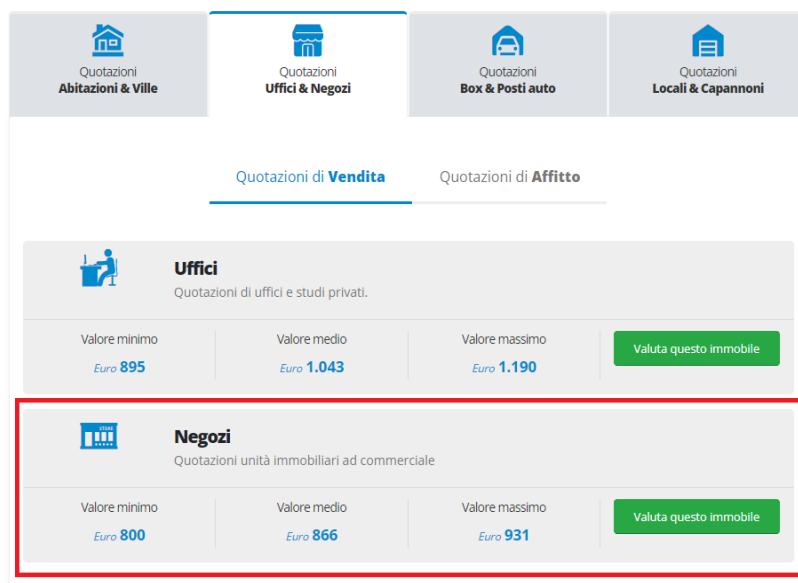 Quotazioni
Abitazioni & Ville
Quotazioni
Uffici & Negozi
Quotazioni
Box & Posti auto
Quotazioni
Locali & Capannoni
Quotazioni di Vendita
Quotazioni di Affitto
Uffici
Quotazioni di uffici e studi privati.
Valore minimo
Euro 895
Valore medio
Euro 1.043
Valore massimo
Euro 1.190
Valuta questo immobile
STORE
Negozi
Quotazioni unità immobiliari ad commerciale
Valore minimo
Euro 800
Valore medio
Euro 866
Valore massimo
Euro 931
Valuta questo immobile